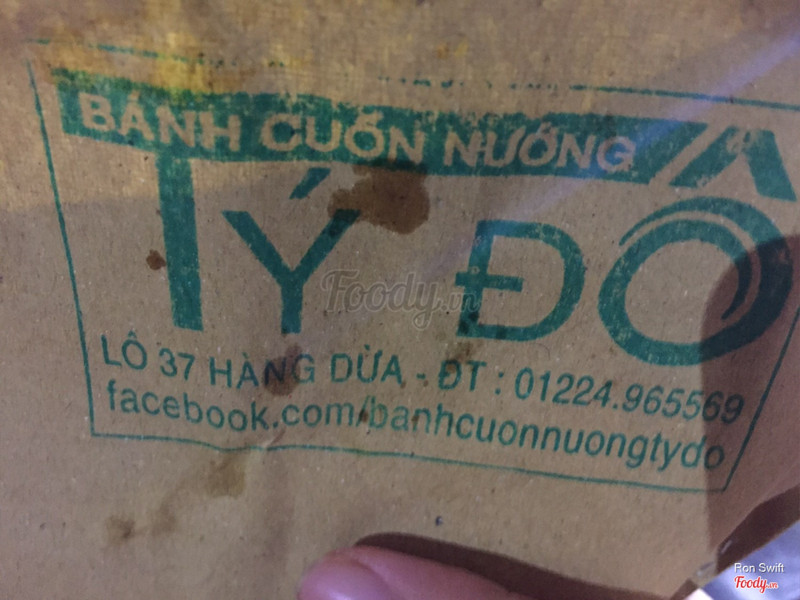 BÁNH CUỐN NƯỚNG
TÝ ĐÔ
Foody.vn
LÔ 37 HÀNG DỪA - ĐT : 01224.965569
facebook.com/banhcuonnuongtydo
Ron Swift
Foody.vn